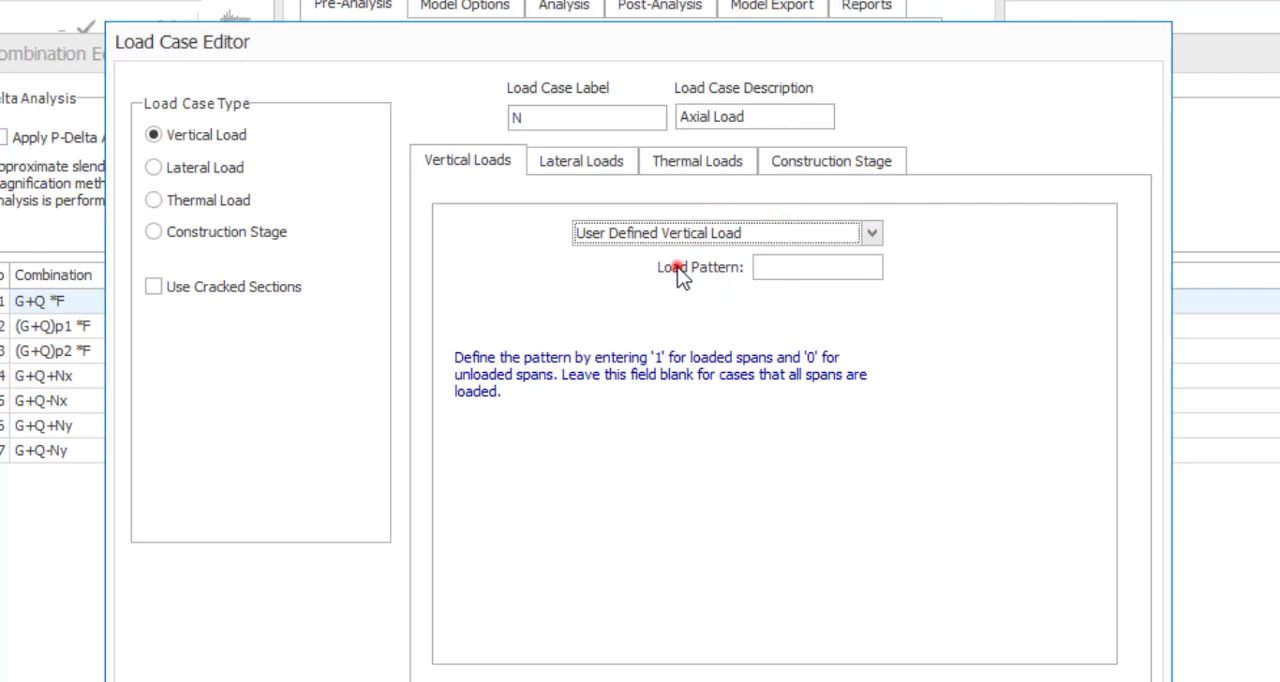 Pre-Analysis
Model Options
Analysis
Post-Analysis
Model Export
Reports
ombination E
Load Case Editor
lta Analysis
Apply P-Delta A
pproximate slend
agnification meth
nalysis is perform
Load Case Type
Vertical Load
Lateral Load
Thermal Load
Construction Stage
Use Cracked Sections
Load Case Label
Load Case Description
N
Axial Load
Vertical Loads
Lateral Loads
Thermal Loads
Construction Stage
User Defined Vertical Load
Load Pattern:
Define the pattern by entering '1' for loaded spans and '0' for
unloaded spans. Leave this field blank for cases that all spans are
loaded.
o Combination
1 G+Q *F
2 (G+Q)p1 *F
3 (G+Q)p2 *F
4 G+Q+Nx
5 G+Q-Nx
6 G+Q+Ny
7 G+Q-Ny